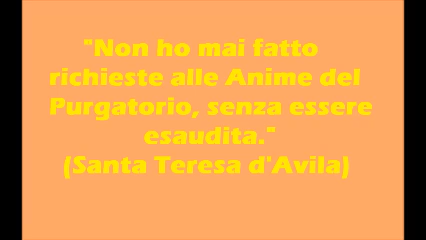 "Non ho mai fatto
richieste alle Anime del
Purgatorio, senza essere
esaudita."
(Santa Teresa d'Avila)